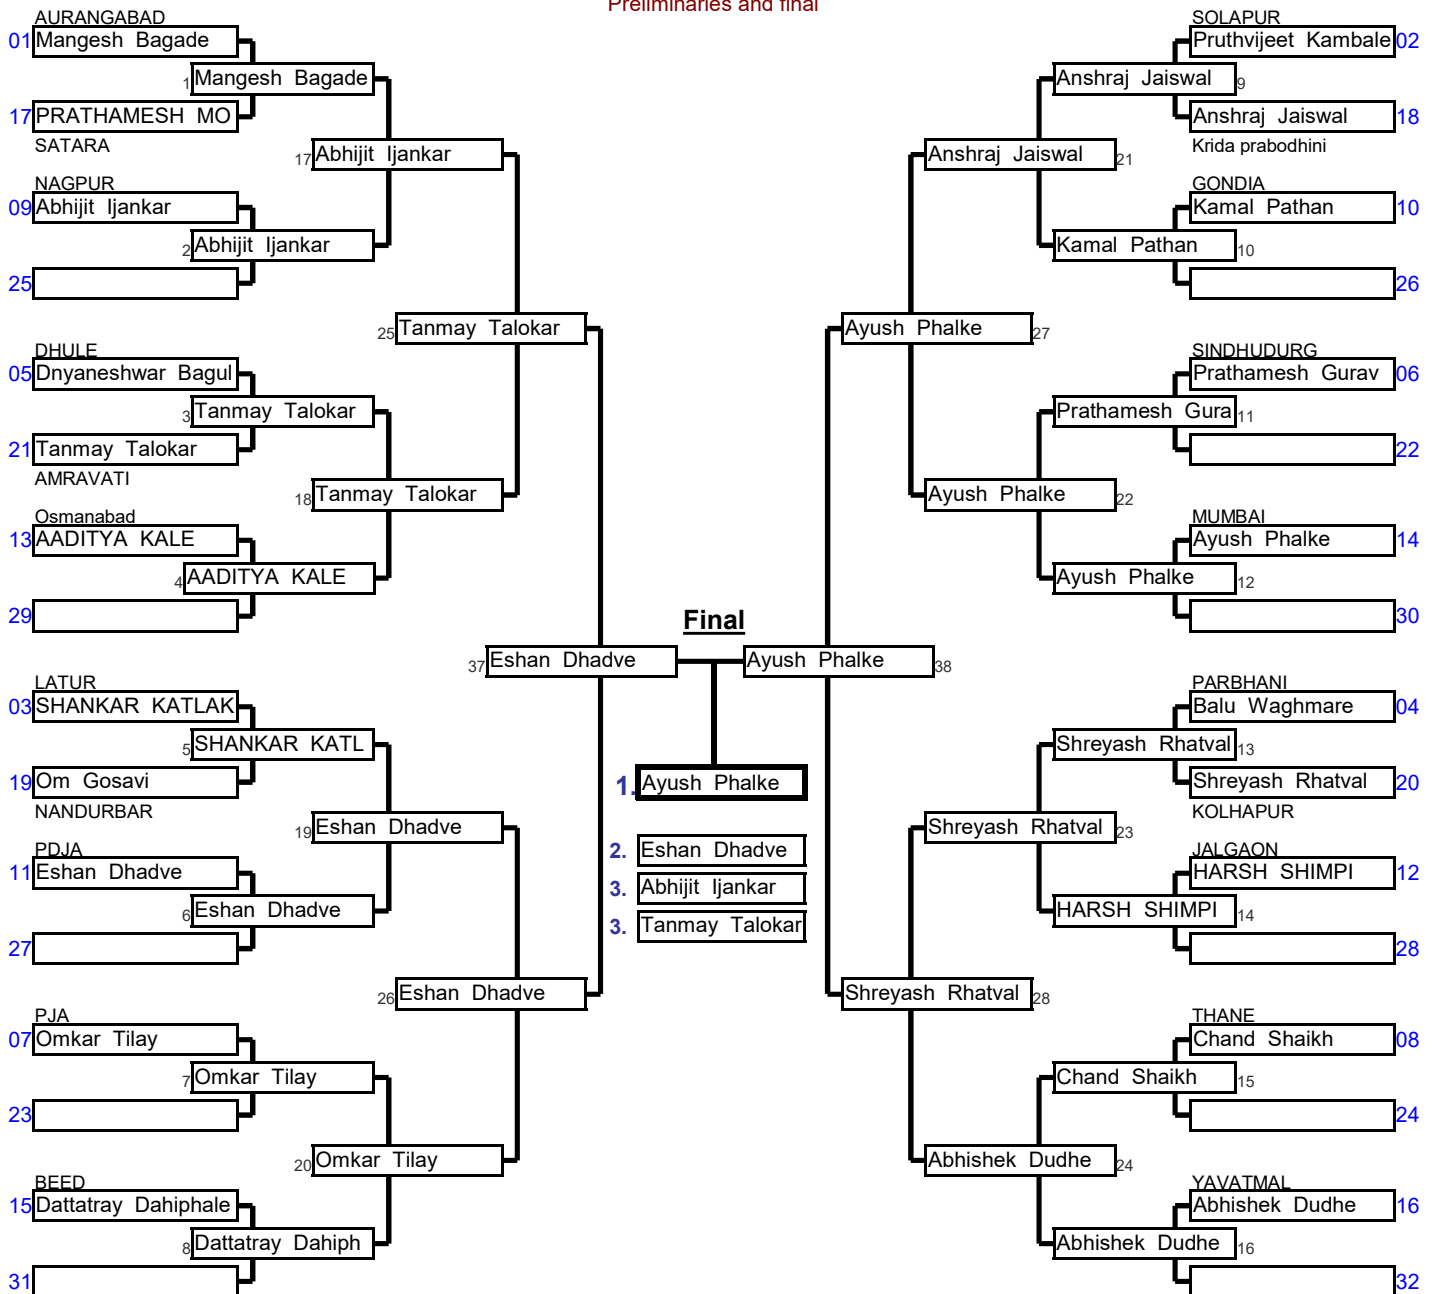 Preliminaries and final
AURANGABAD
01 Mangesh Bagade
1 Mangesh Bagade
17 PRATHAMESH MO
SATARA
17 Abhijit Ijankar
NAGPUR
09 Abhijit Ijankar
2 Abhijit Ijankar
25
25 Tanmay Talokar
DHULE
05 Dnyaneshwar Bagul
3 Tanmay Talokar
21 Tanmay Talokar
AMRAVATI
18 Tanmay Talokar
Osmanabad
13 AADITYA KALE
4 AADITYA KALE
29
37 Eshan Dhadve
LATUR
03 SHANKAR KATLAK
5 SHANKAR KATL
19 Om Gosavi
NANDURBAR
19 Eshan Dhadve
PDJA
11 Eshan Dhadve
6 Eshan Dhadve
27
26 Eshan Dhadve
PJA
07 Omkar Tilay
7 Omkar Tilay
23
20 Omkar Tilay
BEED
15 Dattatray Dahiphale
8 Dattatray Dahiph
31
Final
1. Ayush Phalke
2. Eshan Dhadve
3. Abhijit Ijankar
3. Tanmay Talokar
SOLAPUR
Pruthvijeet Kambale 02
Anshraj Jaiswal 9
Anshraj Jaiswal 18
Krida prabodhini
Anshraj Jaiswal 21
GONDIA
Kamal Pathan 10
Kamal Pathan 10
26
Ayush Phalke 27
SINDHUDURG
Prathamesh Gurav 06
Prathamesh Gura 11
22
Ayush Phalke 22
MUMBAI
Ayush Phalke 14
Ayush Phalke 12
30
Ayush Phalke 38
PARBHANI
Balu Waghmare 04
Shreyash Rhatval 13
Shreyash Rhatval 20
KOLHAPUR
Shreyash Rhatval 23
JALGAON
HARSH SHIMPI 12
HARSH SHIMPI 14
28
Shreyash Rhatval 28
THANE
Chand Shaikh 08
Chand Shaikh 15
24
Abhishek Dudhe 24
YAVATMAL
Abhishek Dudhe 16
Abhishek Dudhe 16
32